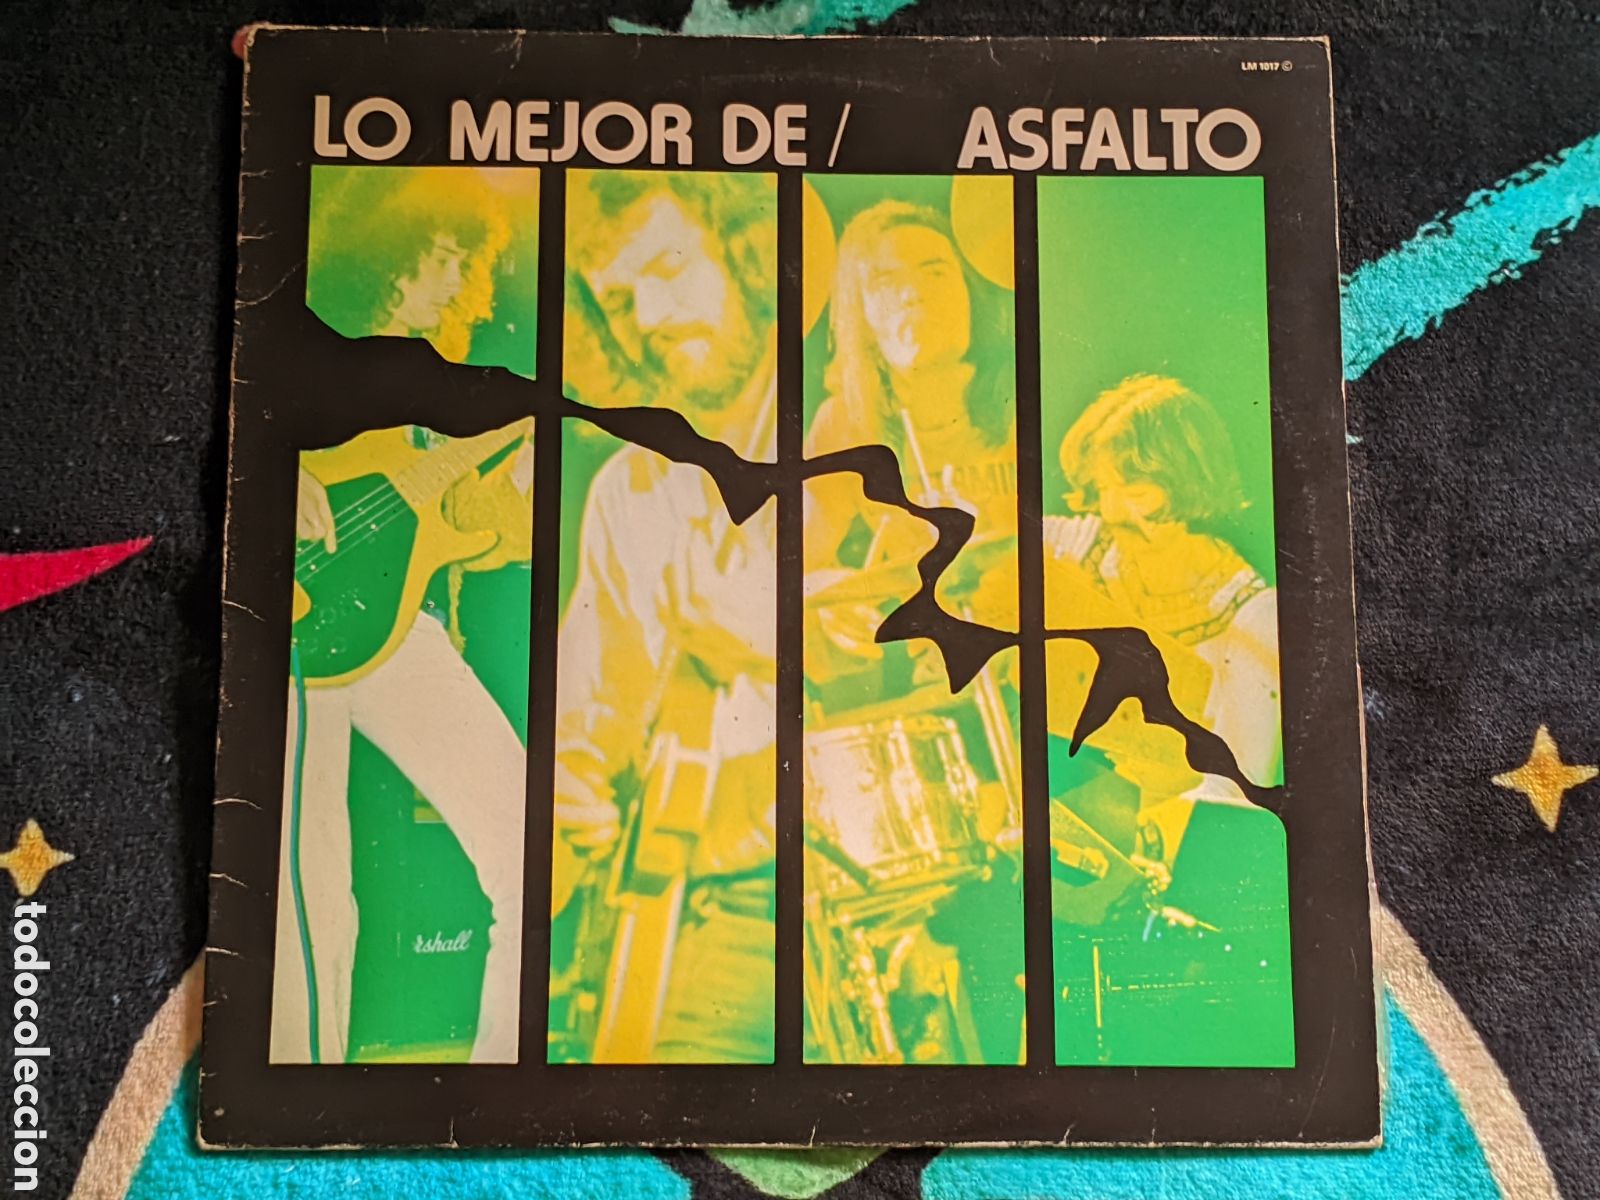 LM 1017 ©
LO MEJOR DE / ASFALTO
rshall
todocoleccion